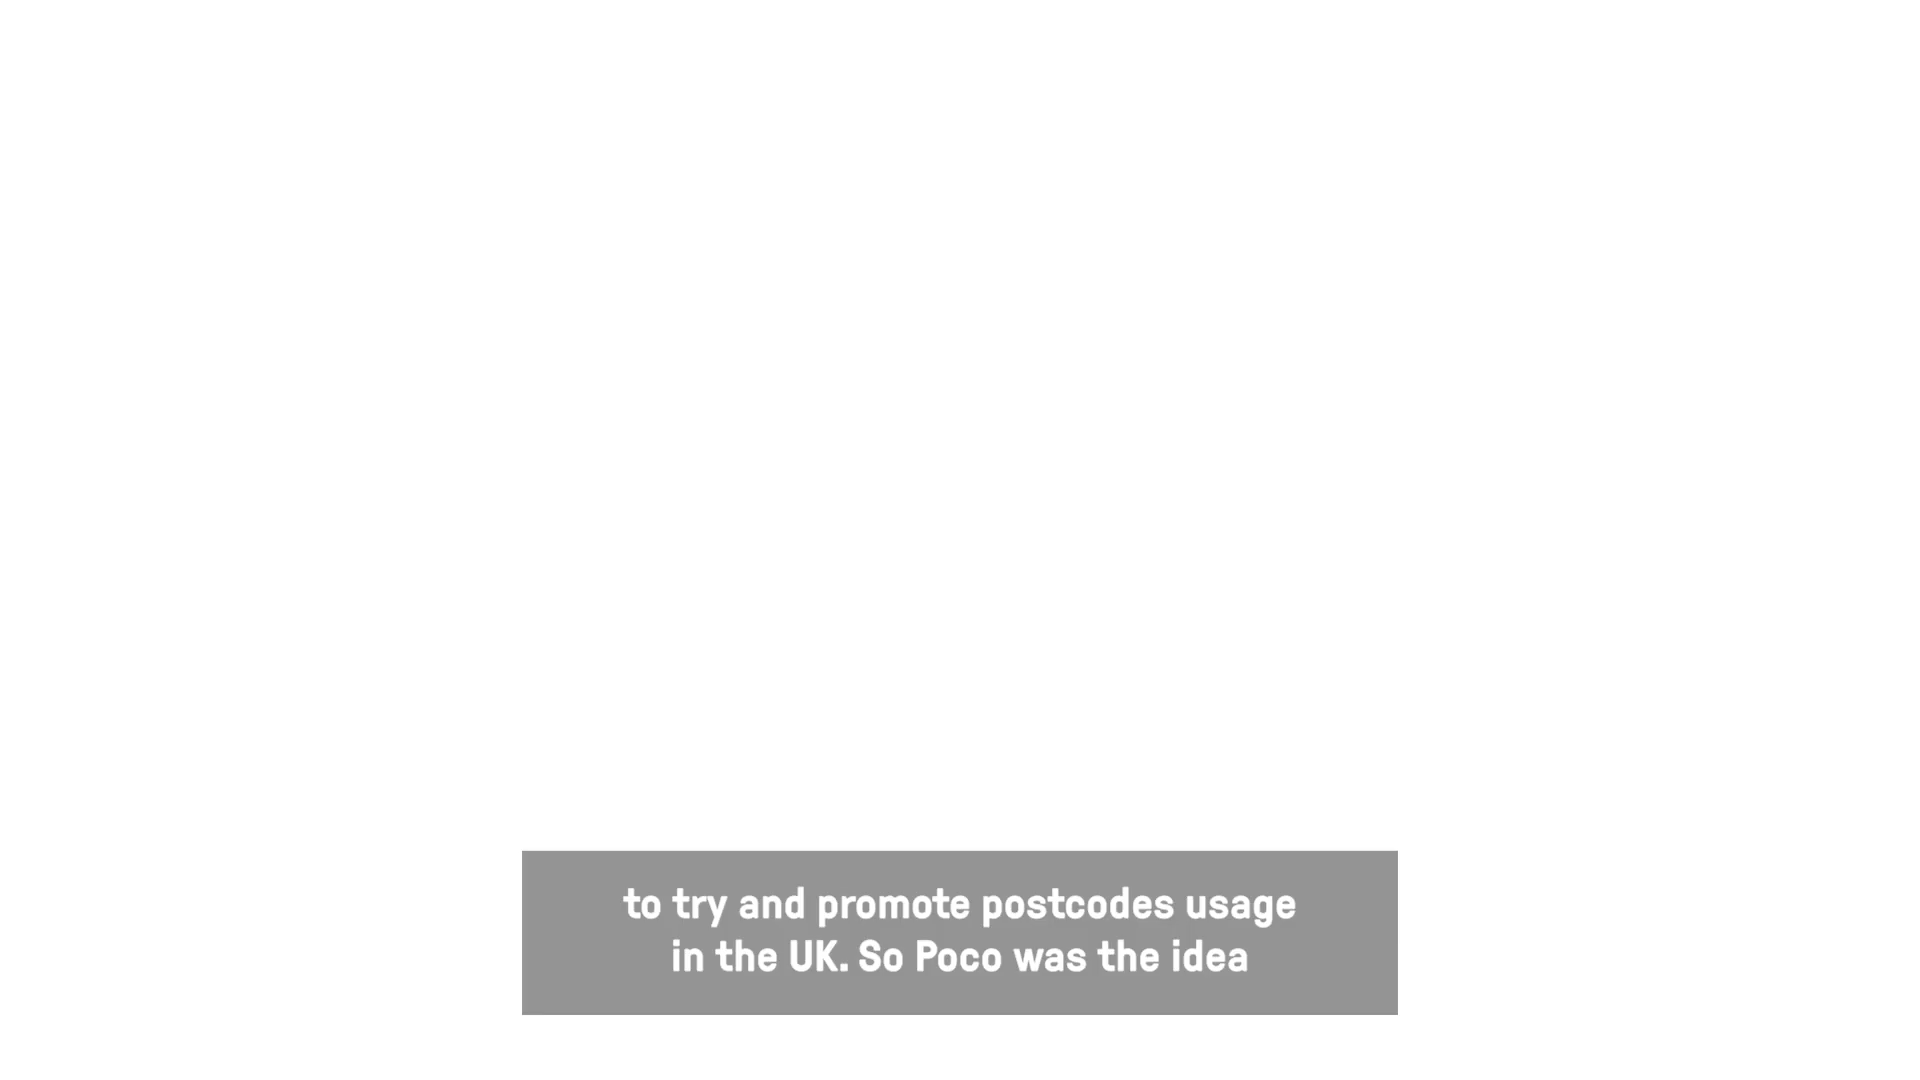 to try and promote postcodes usage
in the UK. So Poco was the idea